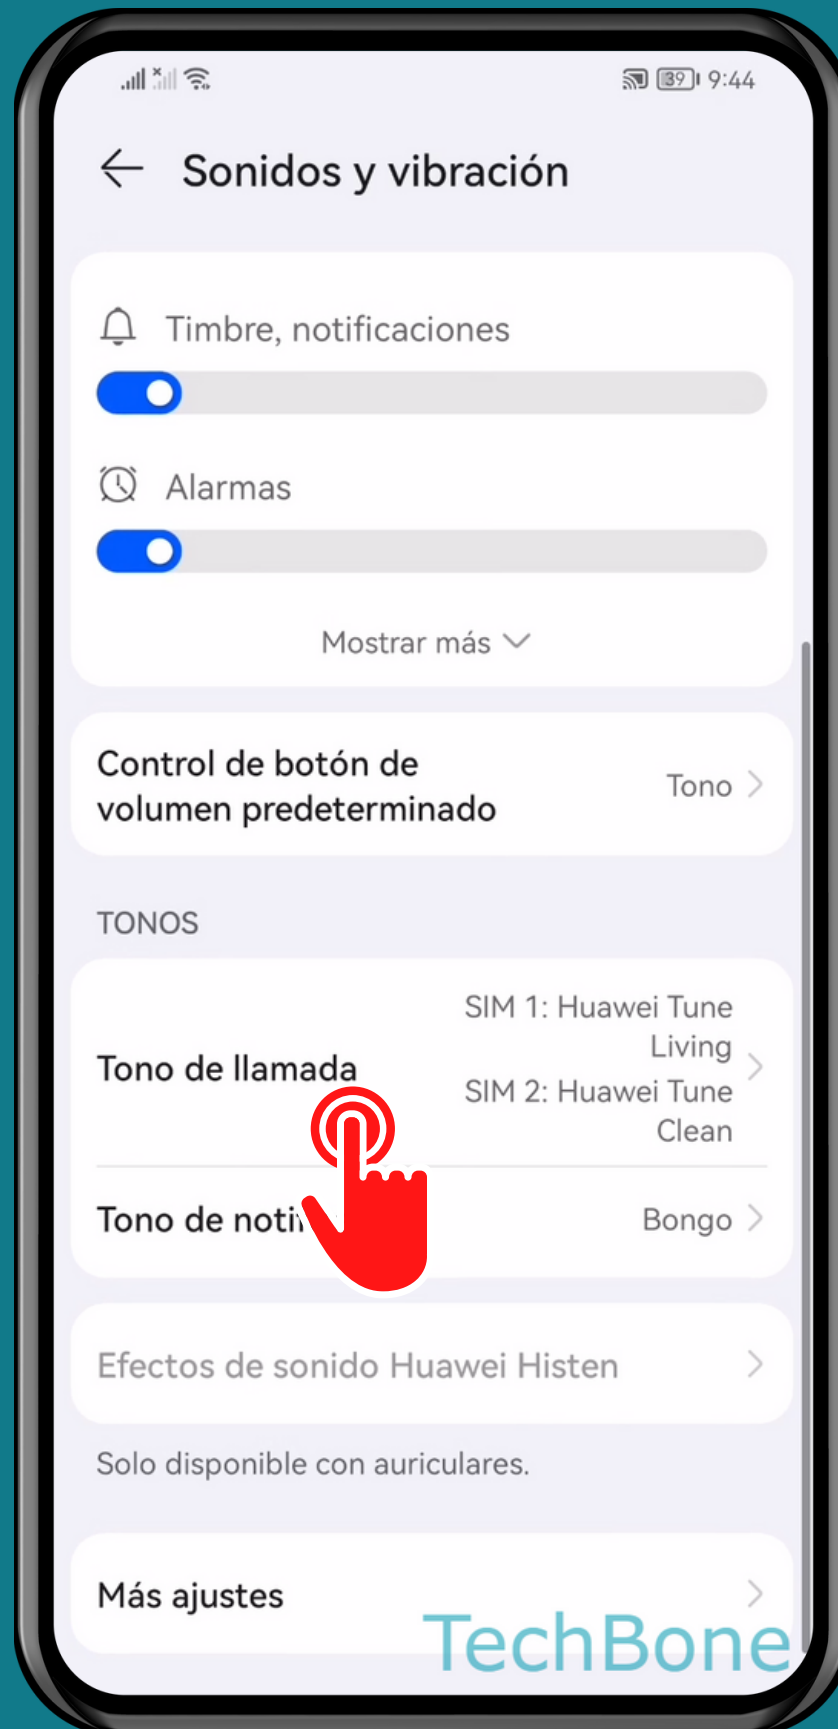 39 9:44
Sonidos y vibración
Timbre, notificaciones
Alarmas
Mostrar más
Control de botón de
volumen predeterminado
Tono
TONOS
Tono de llamada
SIM 1: Huawei Tune
Living
SIM 2: Huawei Tune
Clean
Tono de
Bongo
Efectos de sonido Huawei Histen
Solo disponible con auriculares.
Más ajustes
TechBone